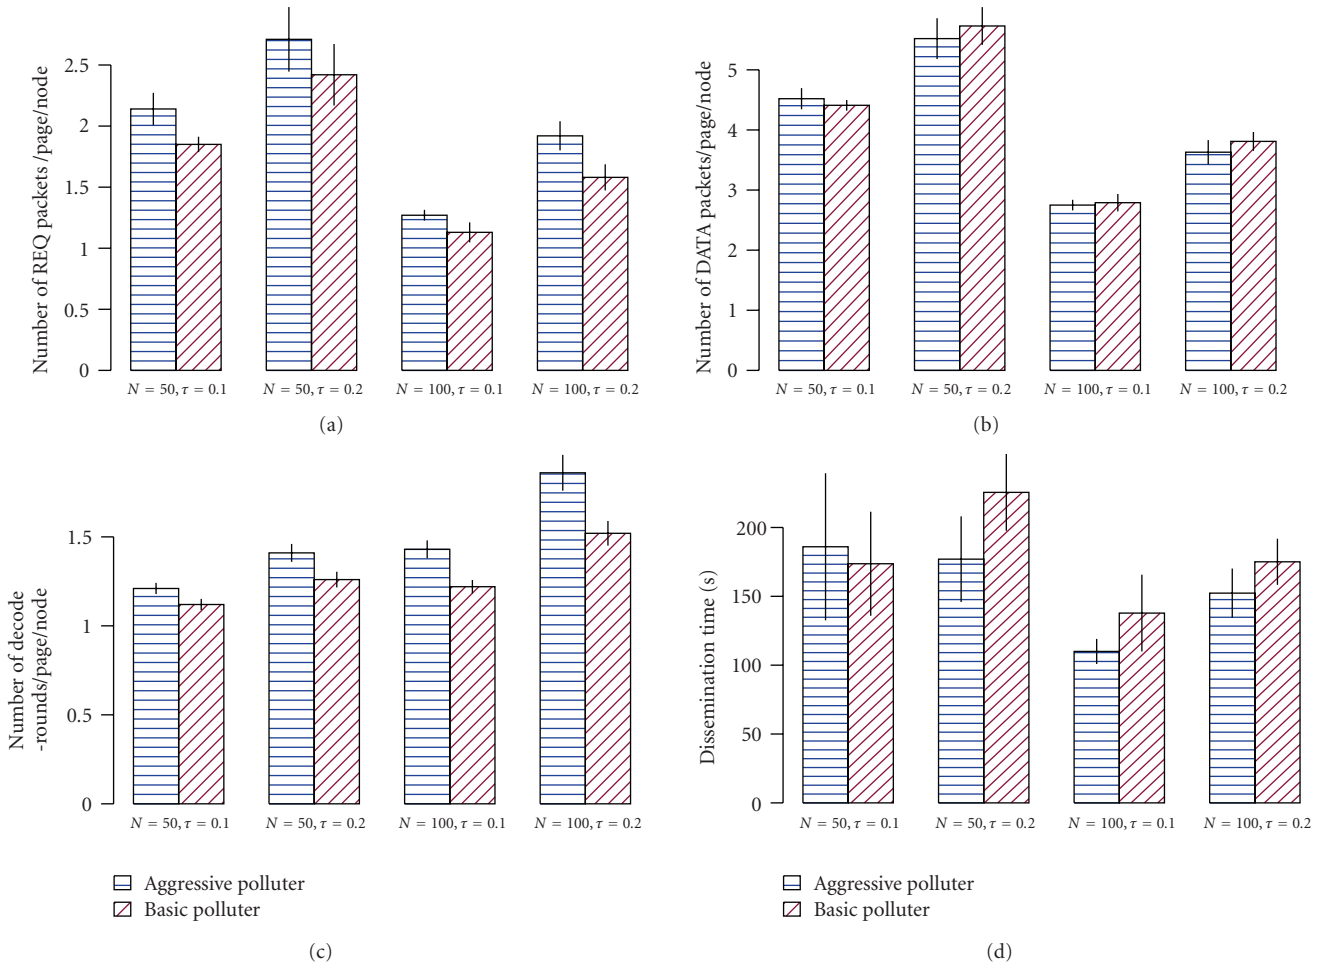 Number of REQ packets /page/node
2.5
2
1.5
1
0.5
0
N = 50, τ = 0.1
N = 50, τ = 0.2
N = 100, τ = 0.1
N = 100, τ = 0.2
(a)
Number of DATA packets/page/node
5
4
3
2
1
0
N = 50, τ = 0.1
N = 50, τ = 0.2
N = 100, τ = 0.1
N = 100, τ = 0.2
(b)
Number of decode
-rounds/page/node
1.5
1
0.5
0
N = 50, τ = 0.1
N = 50, τ = 0.2
N = 100, τ = 0.1
N = 100, τ = 0.2
Aggressive polluter
Basic polluter
(c)
Dissemination time (s)
200
150
100
50
0
N = 50, τ = 0.1
N = 50, τ = 0.2
N = 100, τ = 0.1
N = 100, τ = 0.2
Aggressive polluter
Basic polluter
(d)